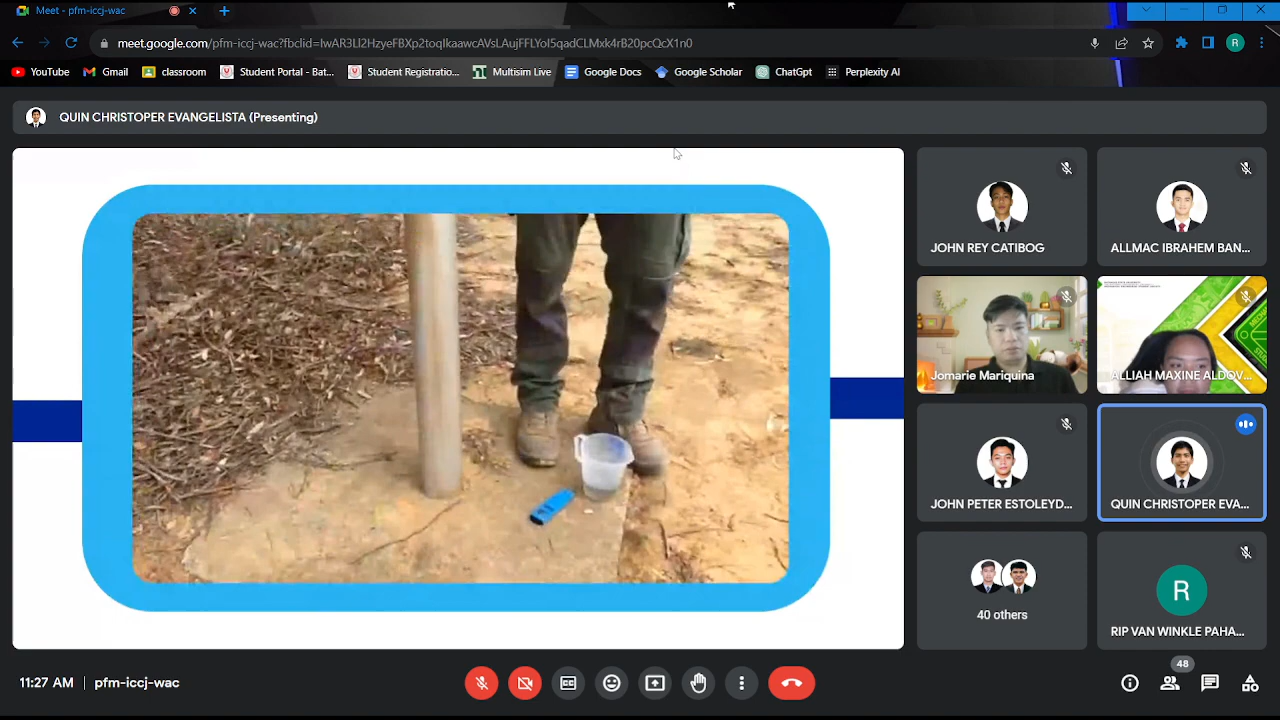 Meet - pfm-iccj-wac
meet.google.com/pfm-iccj-wac?fbclid=IwAR3Ll2HzyeFBXp2toqIkaawcAVsLAujFFLYoI5qadCLMxk4rB20pcQcX1n0
R
YouTube Gmail classroom Student Portal - Bat... Student Registratio... Multisim Live Google Docs Google Scholar ChatGpt Perplexity AI
QUIN CHRISTOPER EVANGELISTA (Presenting)
JOHN REY CATIBOG
ALLMAC IBRAHEM BAN...
Jomarie Mariquina
ALLIAH MAXINE ALDOV...
JOHN PETER ESTOLEYD...
QUIN CHRISTOPER EVA...
40 others
R
RIP VAN WINKLE PAHA...
11:27 AM | pfm-iccj-wac
48